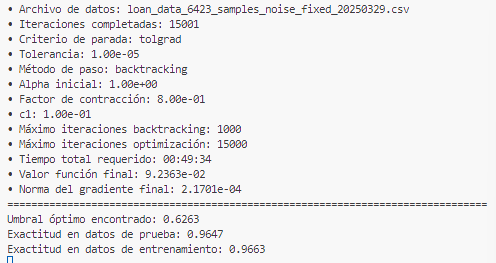 • Archivo de datos: loan_data_6423_samples_noise_fixed_20250329.csv
• Iteraciones completadas: 15001
• Criterio de parada: tolgrad
• Tolerancia: 1.00e-05
• Método de paso: backtracking
• Alpha inicial: 1.00e+00
• Factor de contracción: 8.00e-01
• c1: 1.00e-01
• Máximo iteraciones backtracking: 1000
• Máximo iteraciones optimización: 15000
• Tiempo total requerido: 00:49:34
• Valor función final: 9.2363e-02
• Norma del gradiente final: 2.1701e-04
================================================================================
Umbral óptimo encontrado: 0.6263
Exactitud en datos de prueba: 0.9647
Exactitud en datos de entrenamiento: 0.9663